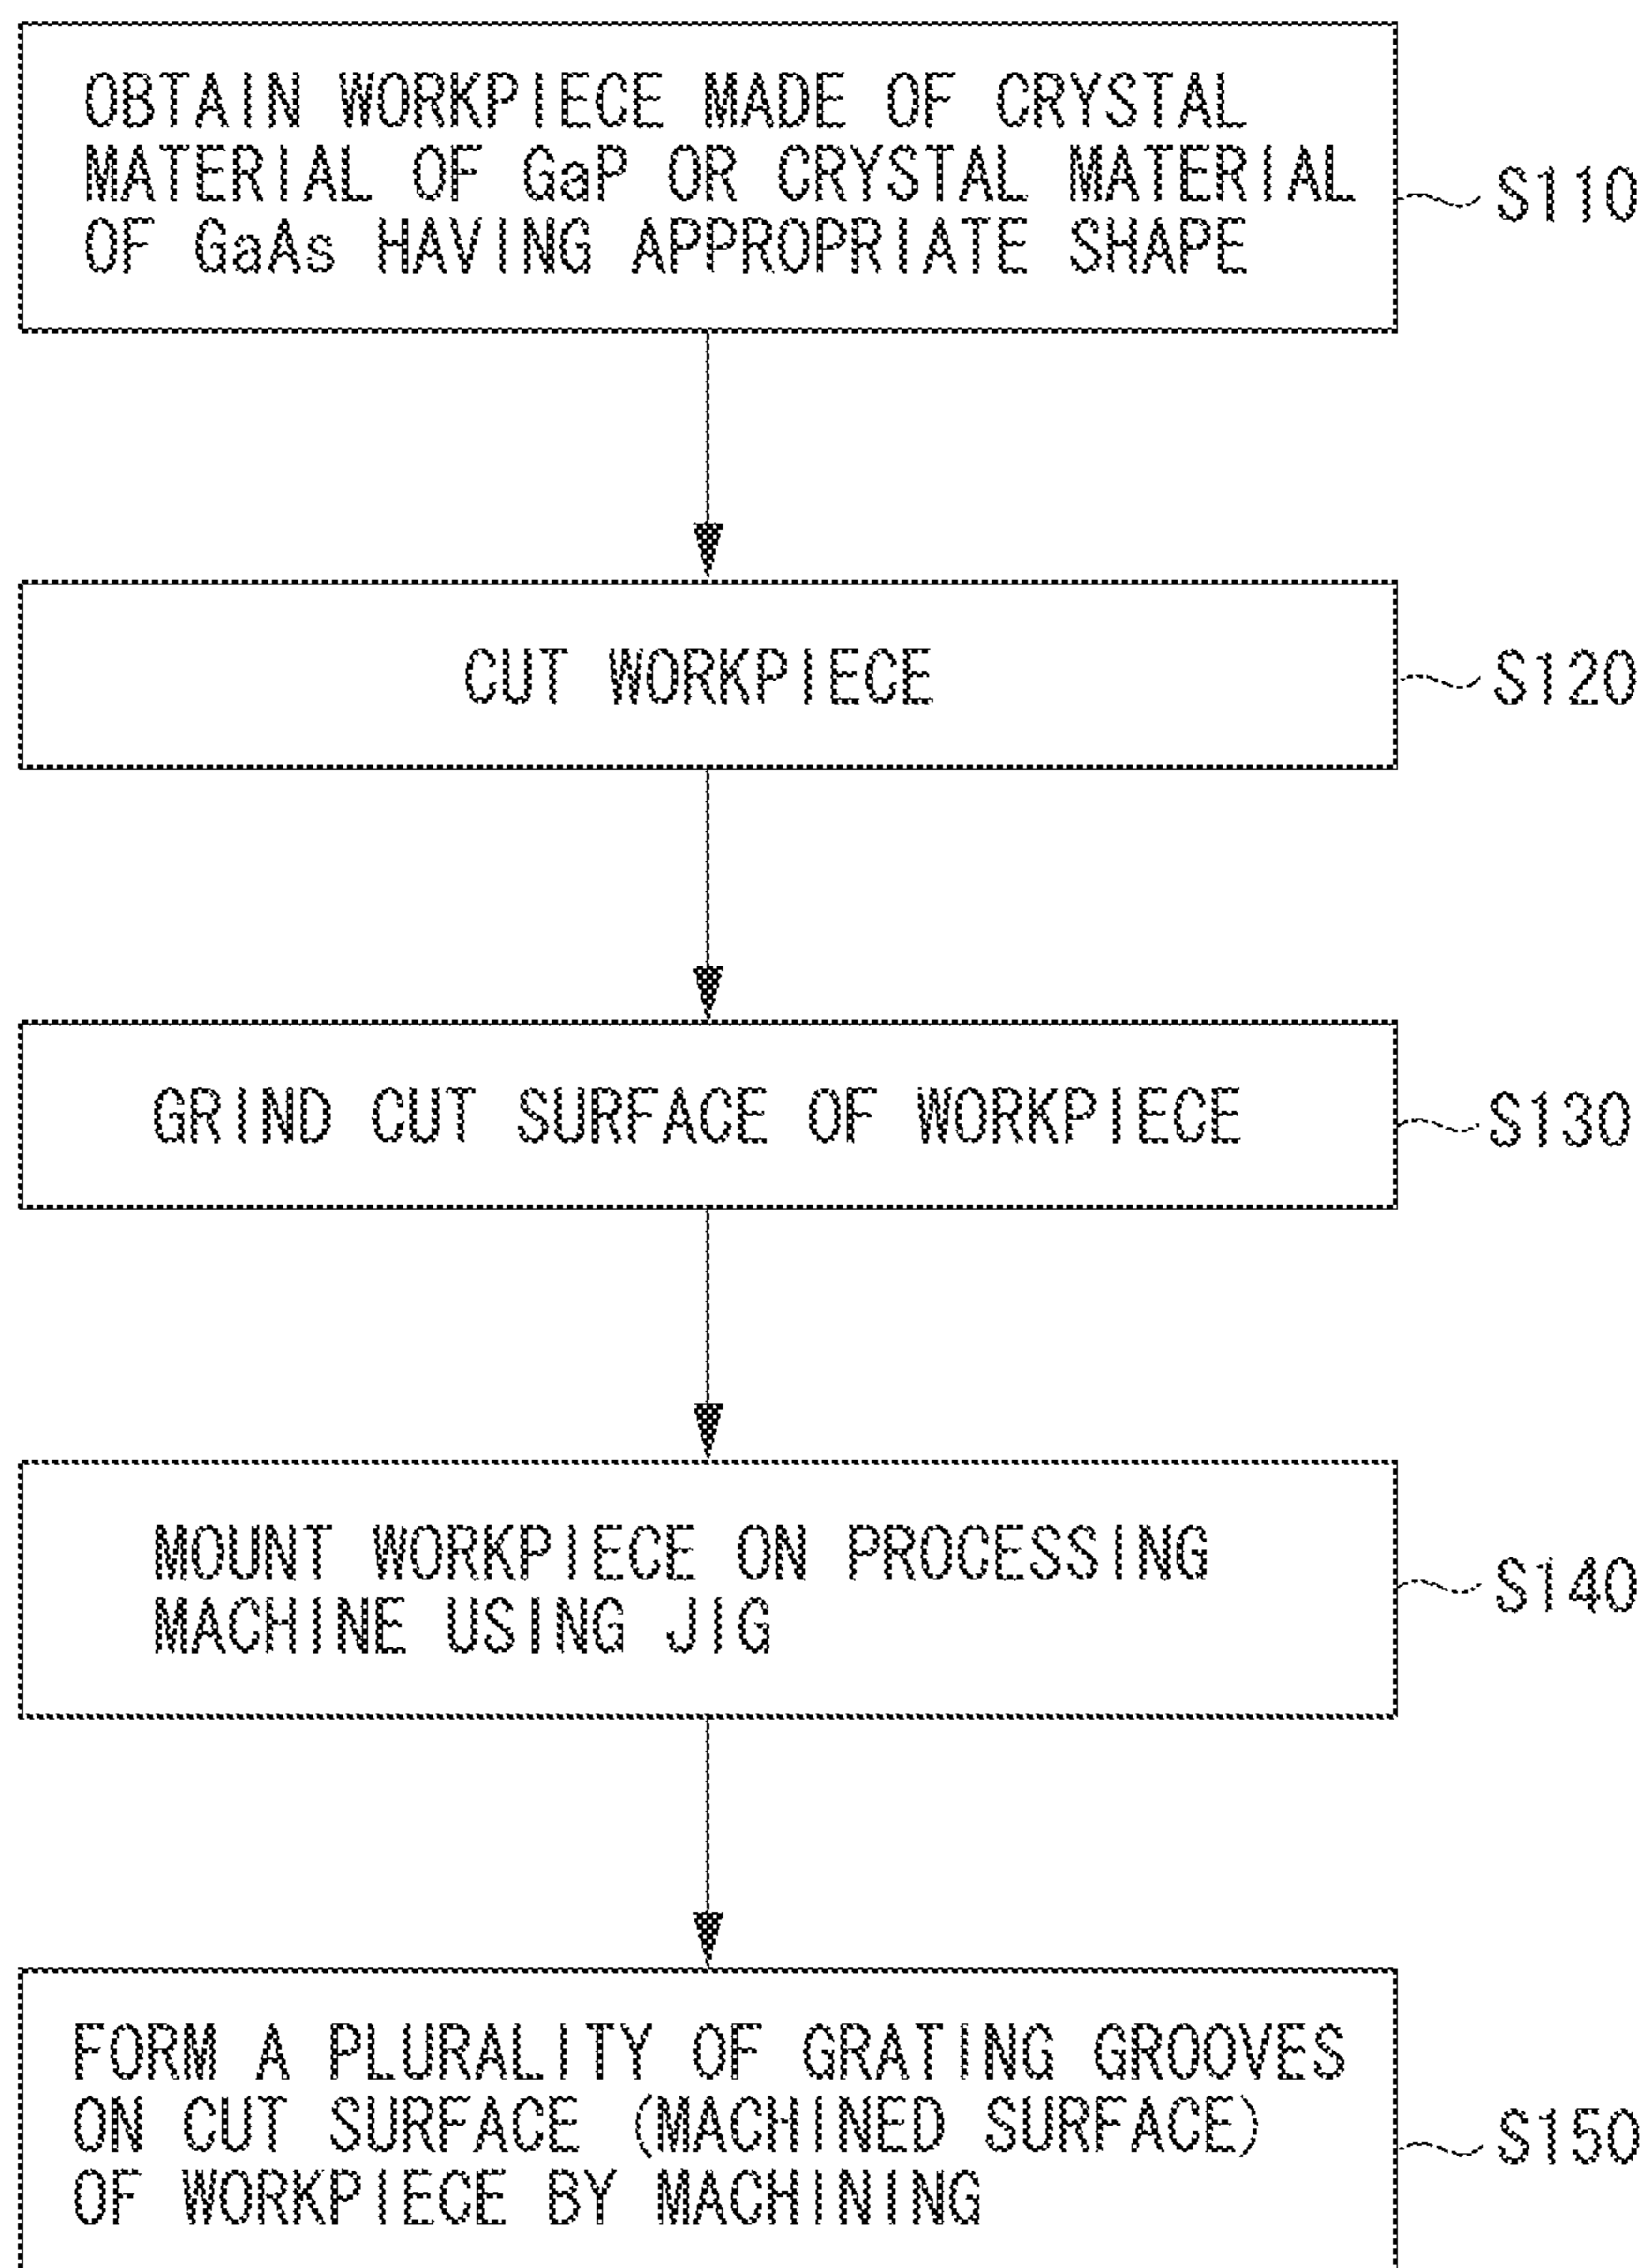 OBTAIN WORKPIECE MADE OF CRYSTAL
MATERIAL OF GaP OR CRYSTAL MATERIAL
OF GaAs HAVING APPROPRIATE SHAPE
S110
CUT WORKPIECE
S120
GRIND CUT SURFACE OF WORKPIECE
S130
MOUNT WORKPIECE ON PROCESSING
MACHINE USING JIG
S140
FORM A PLURALITY OF GRATING GROOVES
ON CUT SURFACE (MACHINED SURFACE)
OF WORKPIECE BY MACHINING
S150